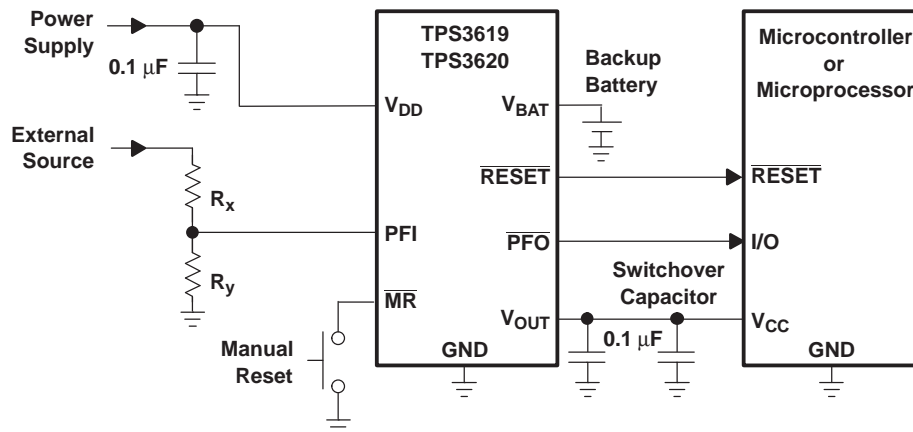 Power
Supply
0.1 μF
External
Source
Rx
Ry
Manual
Reset
TPS3619
TPS3620
VDD
PFI
MR
VBAT
RESET
PFO
VOUT
GND
Backup
Battery
Switchover
Capacitor
0.1 μF
Microcontroller
or
Microprocessor
RESET
I/O
VCC
GND